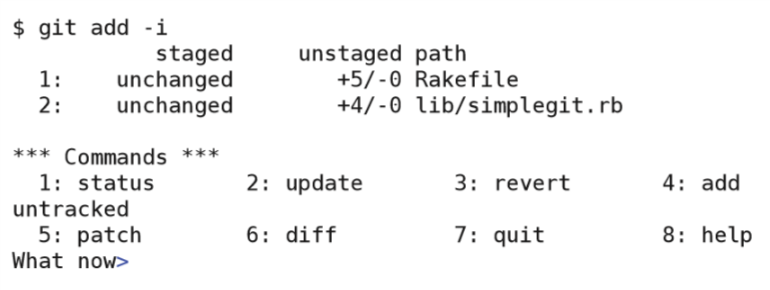 $ git add -i
           staged     unstaged path
  1:    unchanged        +5/-0 Rakefile
  2:    unchanged        +4/-0 lib/simplegit.rb
*** Commands ***
  1: status       2: update       3: revert       4: add
untracked
  5: patch        6: diff         7: quit         8: help
What now>